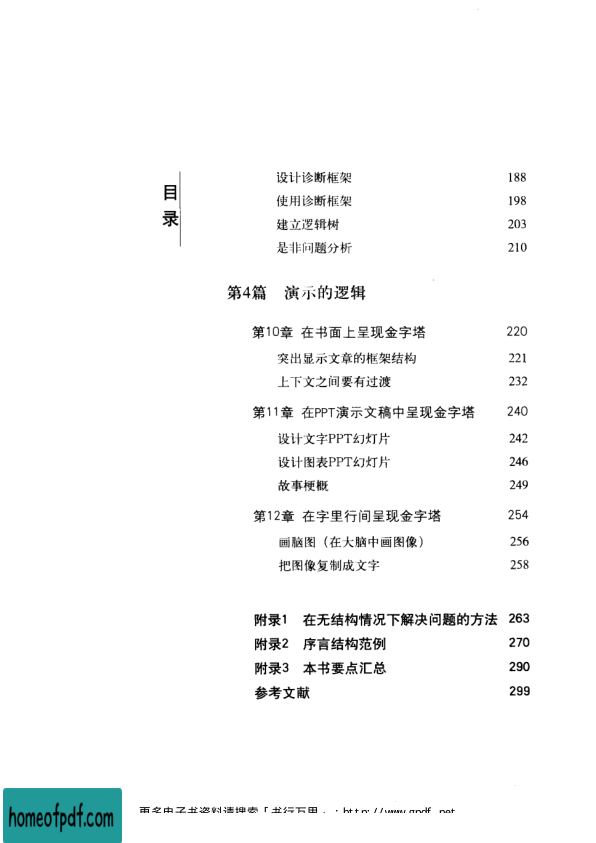 目录
设计诊断框架 188
使用诊断框架 198
建立逻辑树 203
是非问题分析 210
第4篇 演示的逻辑
第10章 在书面上呈现金字塔 220
突出显示文章的框架结构 221
上下文之间要有过渡 232
第11章 在PPT演示文稿中呈现金字塔 240
设计文字PPT幻灯片 242
设计图表PPT幻灯片 246
故事梗概 249
第12章 在字里行间呈现金字塔 254
画脑图（在大脑中画图像） 256
把图像复制成文字 258
附录1 在无结构情况下解决问题的方法 263
附录2 序言结构范例 270
附录3 本书要点汇总 290
参考文献 299
更多电子书资料请搜索「书行万里」：http://www.gpdf.net
homeofpdf.com